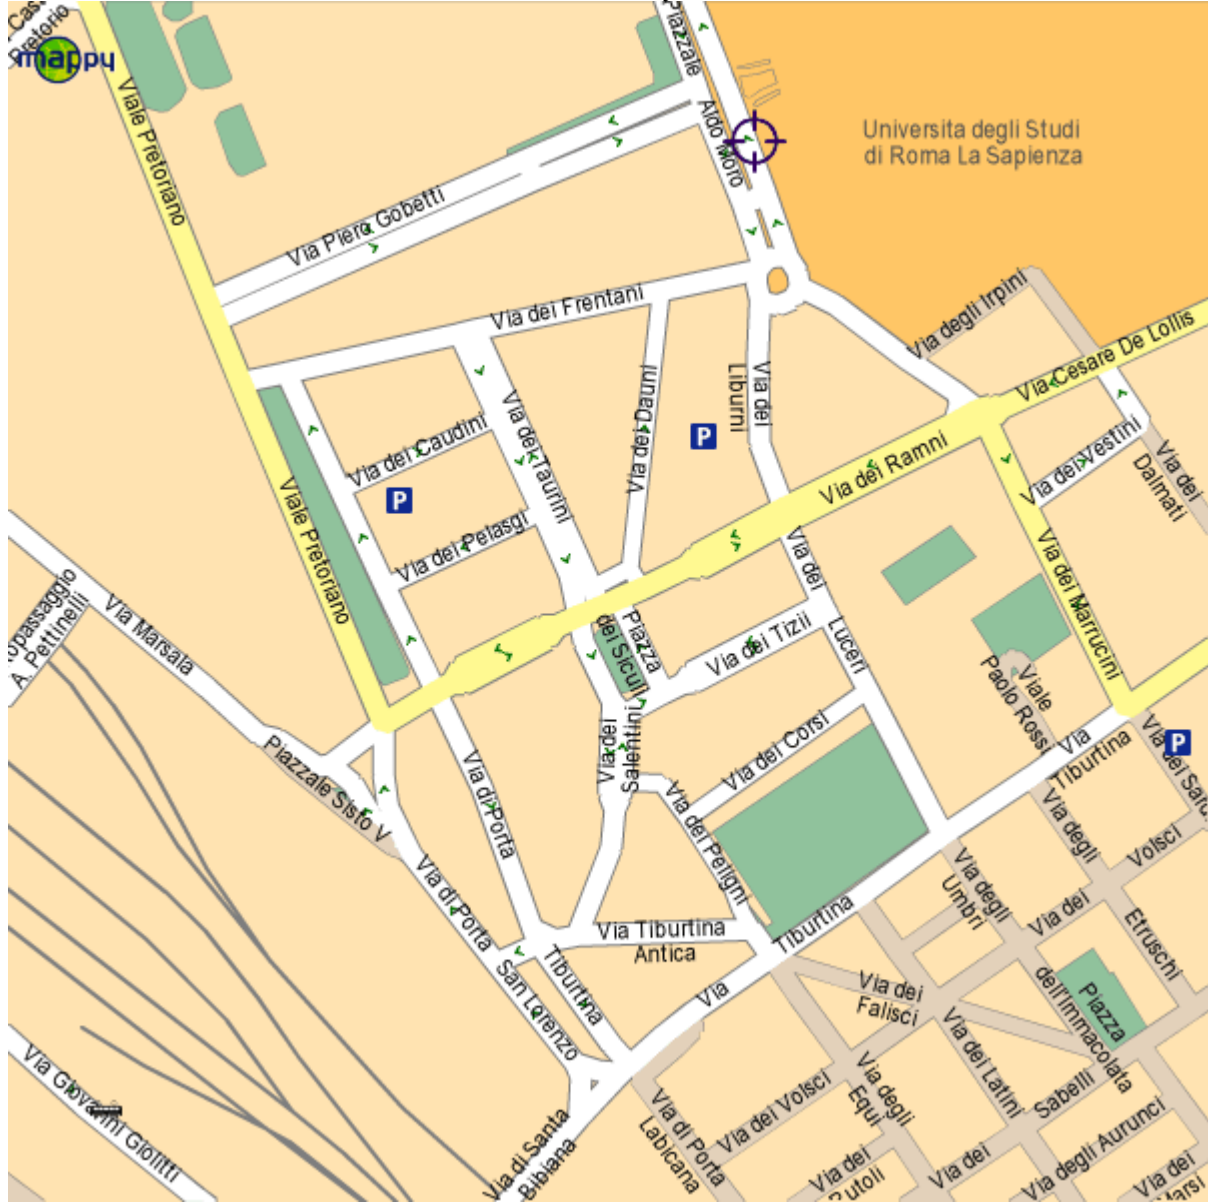 Pretorio
mappy
Piazzale
Aldo Moro
Viale Pretoriano
Universita degli Studi
di Roma La Sapienza
Via Piero Gobetti
Via dei Frentani
Via degli Irpini
Via Cesare De Lollis
Via dei
Liburni
Via dei Dauni
Via dei Taurini
Via dei Caudini
P
P
Via dei Ramni
Via dei Vestini
Via dei
Dalmati
Viale Pretoriano
Via dei Pelasgi
Via dei
Luceri
Via dei Marrucini
A. Pettinelli
Via Marsala
Piazza
dei Siculi
Via dei Tizii
Viale
Paolo Rossi
Via dei
Salentini
Via dei Corsi
Via
Tiburtina
P
Piazzale Sisto V
Via di Porta
Tiburtina
Via dei Peligni
Via degli
Volsci
Via dei
Via degli
Umbri
Etruschi
Via di Porta
San Lorenzo
Via Tiburtina
Antica
Via
Tiburtina
Via dei
Falisci
Piazza
dell'Immacolata
Via dei Latini
Via Giovanni Giolitti
Via di Santa
Bibiana
Via di Porta
Labicana
Via dei Volsci
Via degli
Equi
Via dei
Sabelli
Via degli Aurunci
Via dei
Via dei